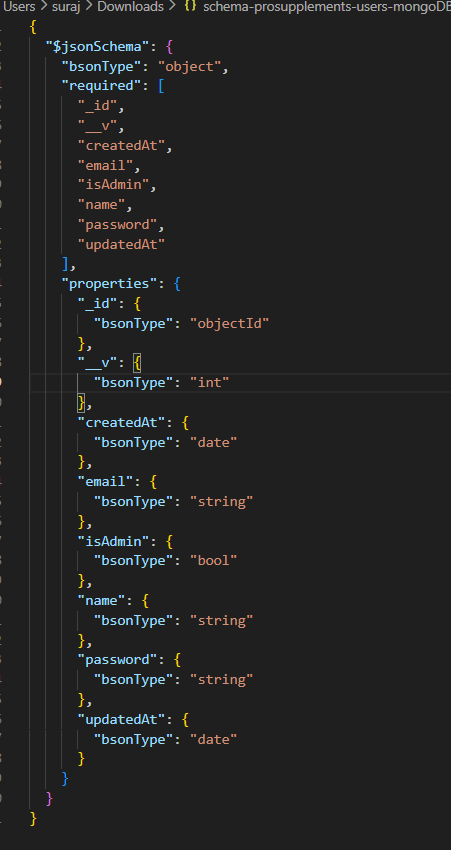 Users > suraj > Downloads > {} schema-prosupplements-users-mongoDB
{
"$jsonSchema": {
"bsonType": "object",
"required": [
"_id",
"__v",
"createdAt",
"email",
"isAdmin",
"name",
"password",
"updatedAt"
],
"properties": {
"_id": {
"bsonType": "objectId"
},
"__v": {
"bsonType": "int"
},
"createdAt": {
"bsonType": "date"
},
"email": {
"bsonType": "string"
},
"isAdmin": {
"bsonType": "bool"
},
"name": {
"bsonType": "string"
},
"password": {
"bsonType": "string"
},
"updatedAt": {
"bsonType": "date"
}
}
}
}